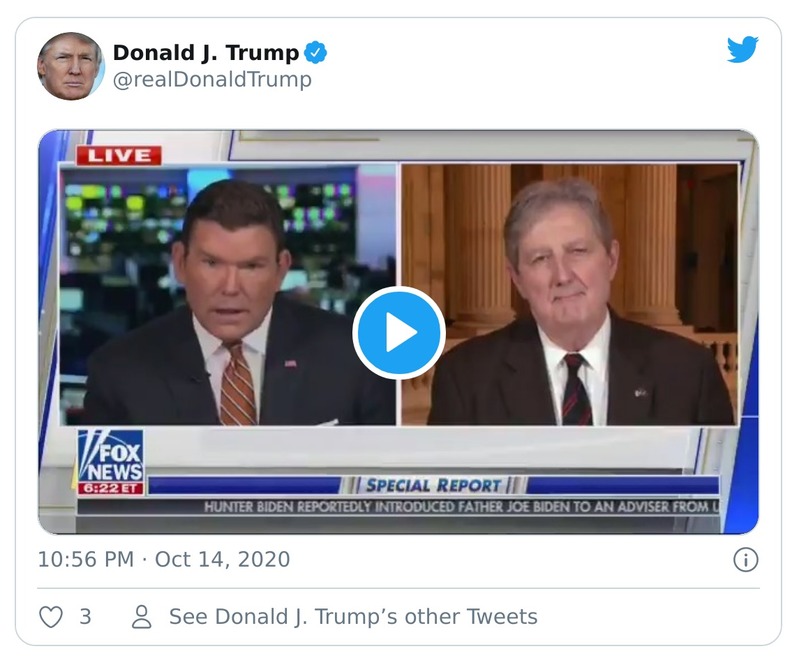 Donald J. Trump
@realDonaldTrump
LIVE
FOX
NEWS
6:22 ET
SPECIAL REPORT
HUNTER BIDEN REPORTEDLY INTRODUCED FATHER JOE BIDEN TO AN ADVISER FROM
10:56 PM · Oct 14, 2020
3
See Donald J. Trump’s other Tweets